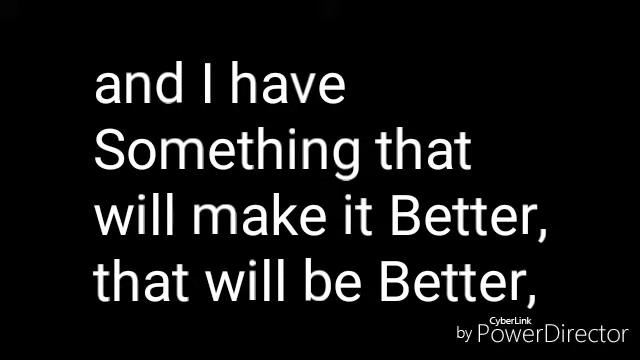 and I have
Something that
will make it Better,
that will be Better,
CyberLink
by PowerDirector